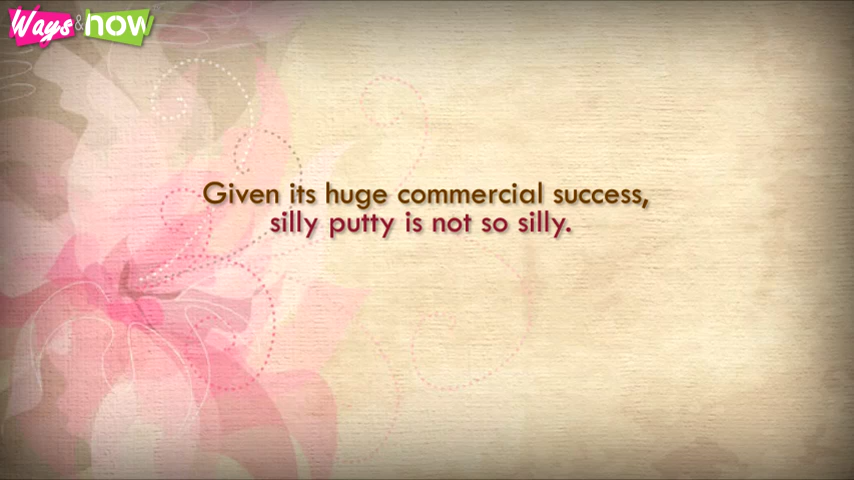 Ways & how
Given its huge commercial success,
silly putty is not so silly.